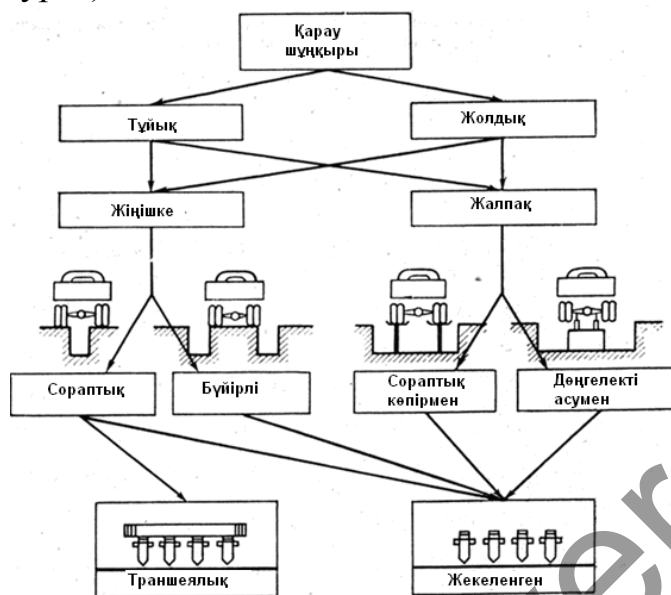 Қарау
шұңқыры
Тұйық
Жолдық
Жіңішке
Жалпақ
Сораптық
Бүйірлі
Сораптық
көпірмен
Дөңгелекті
асумен
Траншеялық
Жекеленген